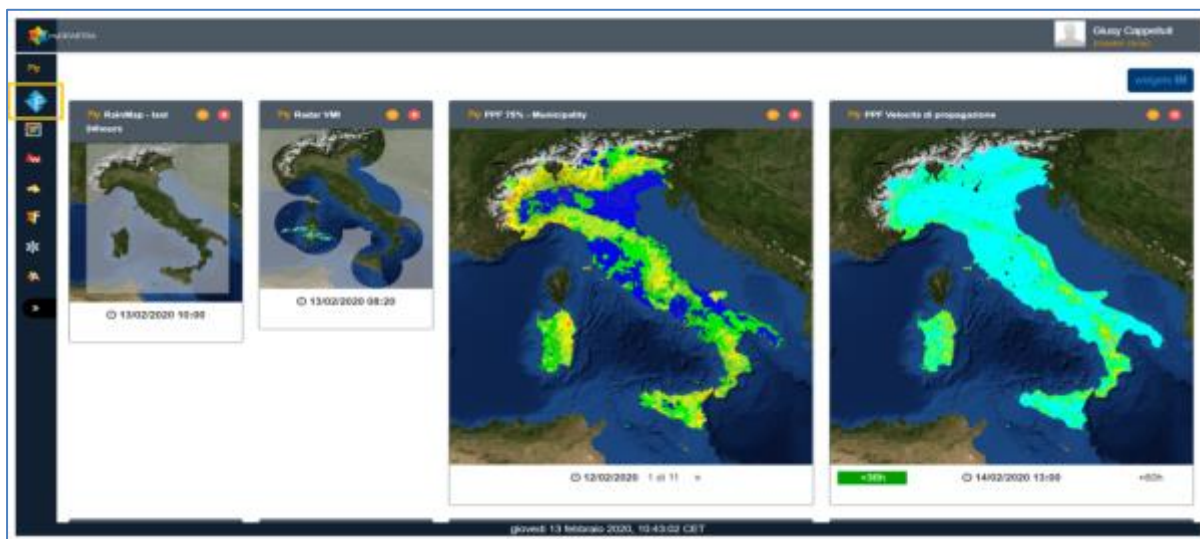 Giusy Cappelluti
widgets
RainMap - last
Radar VMI
PPF 75% - Municipality
PPF Velocità di propagazione
13/02/2020 10:00
13/02/2020 08:20
12/02/2020 1 di 11 »
+36h 14/02/2020 13:00 +60h
giovedì 13 febbraio 2020, 10:43:02 CET